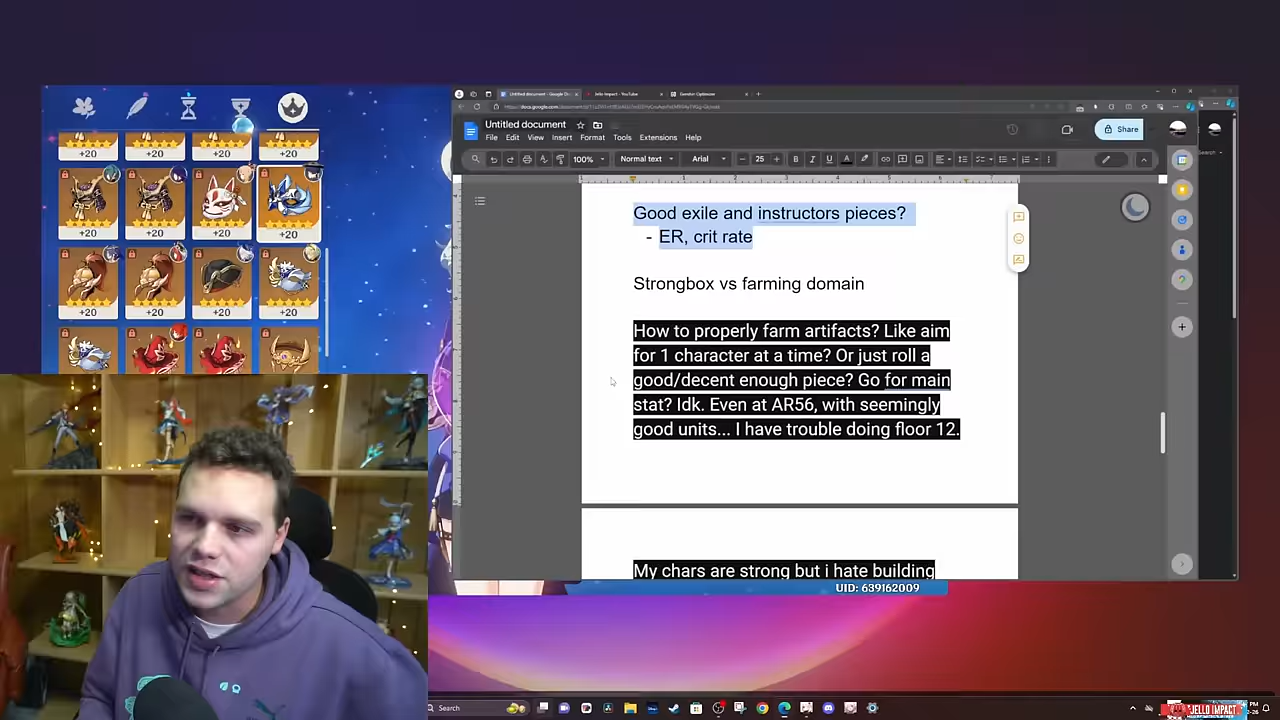 +20 +20 +20 +20
+20 +20 +20 +20
+20 +20 +20 +20
Untitled document
File Edit View Insert Format Tools Extensions Help
Share
100% Normal text Arial 25
Good exile and instructors pieces?
- ER, crit rate
Strongbox vs farming domain
How to properly farm artifacts? Like aim
for 1 character at a time? Or just roll a
good/decent enough piece? Go for main
stat? Idk. Even at AR56, with seemingly
good units... I have trouble doing floor 12.
My chars are strong but i hate building
UID: 639162009
Search
JELLO IMPACT